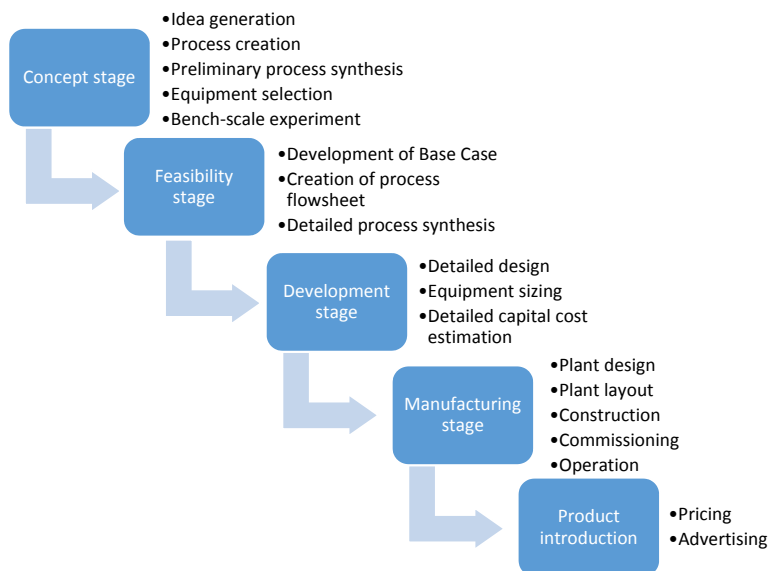 Concept stage
•Idea generation
•Process creation
•Preliminary process synthesis
•Equipment selection
•Bench-scale experiment
Feasibility
stage
•Development of Base Case
•Creation of process
flowsheet
•Detailed process synthesis
Development
stage
•Detailed design
•Equipment sizing
•Detailed capital cost
estimation
Manufacturing
stage
•Plant design
•Plant layout
•Construction
•Commissioning
•Operation
Product
introduction
•Pricing
•Advertising